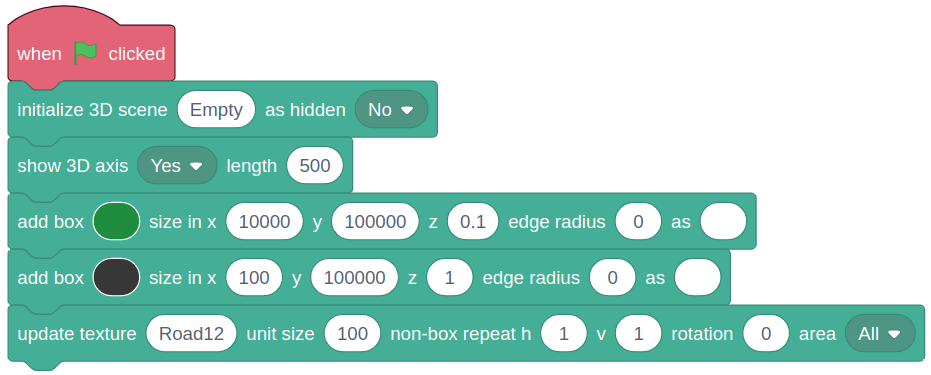 when clicked
initialize 3D scene Empty as hidden No
show 3D axis Yes length 500
add box size in x 10000 y 100000 z 0.1 edge radius 0 as
add box size in x 100 y 100000 z 1 edge radius 0 as
update texture Road12 unit size 100 non-box repeat h 1 v 1 rotation 0 area All